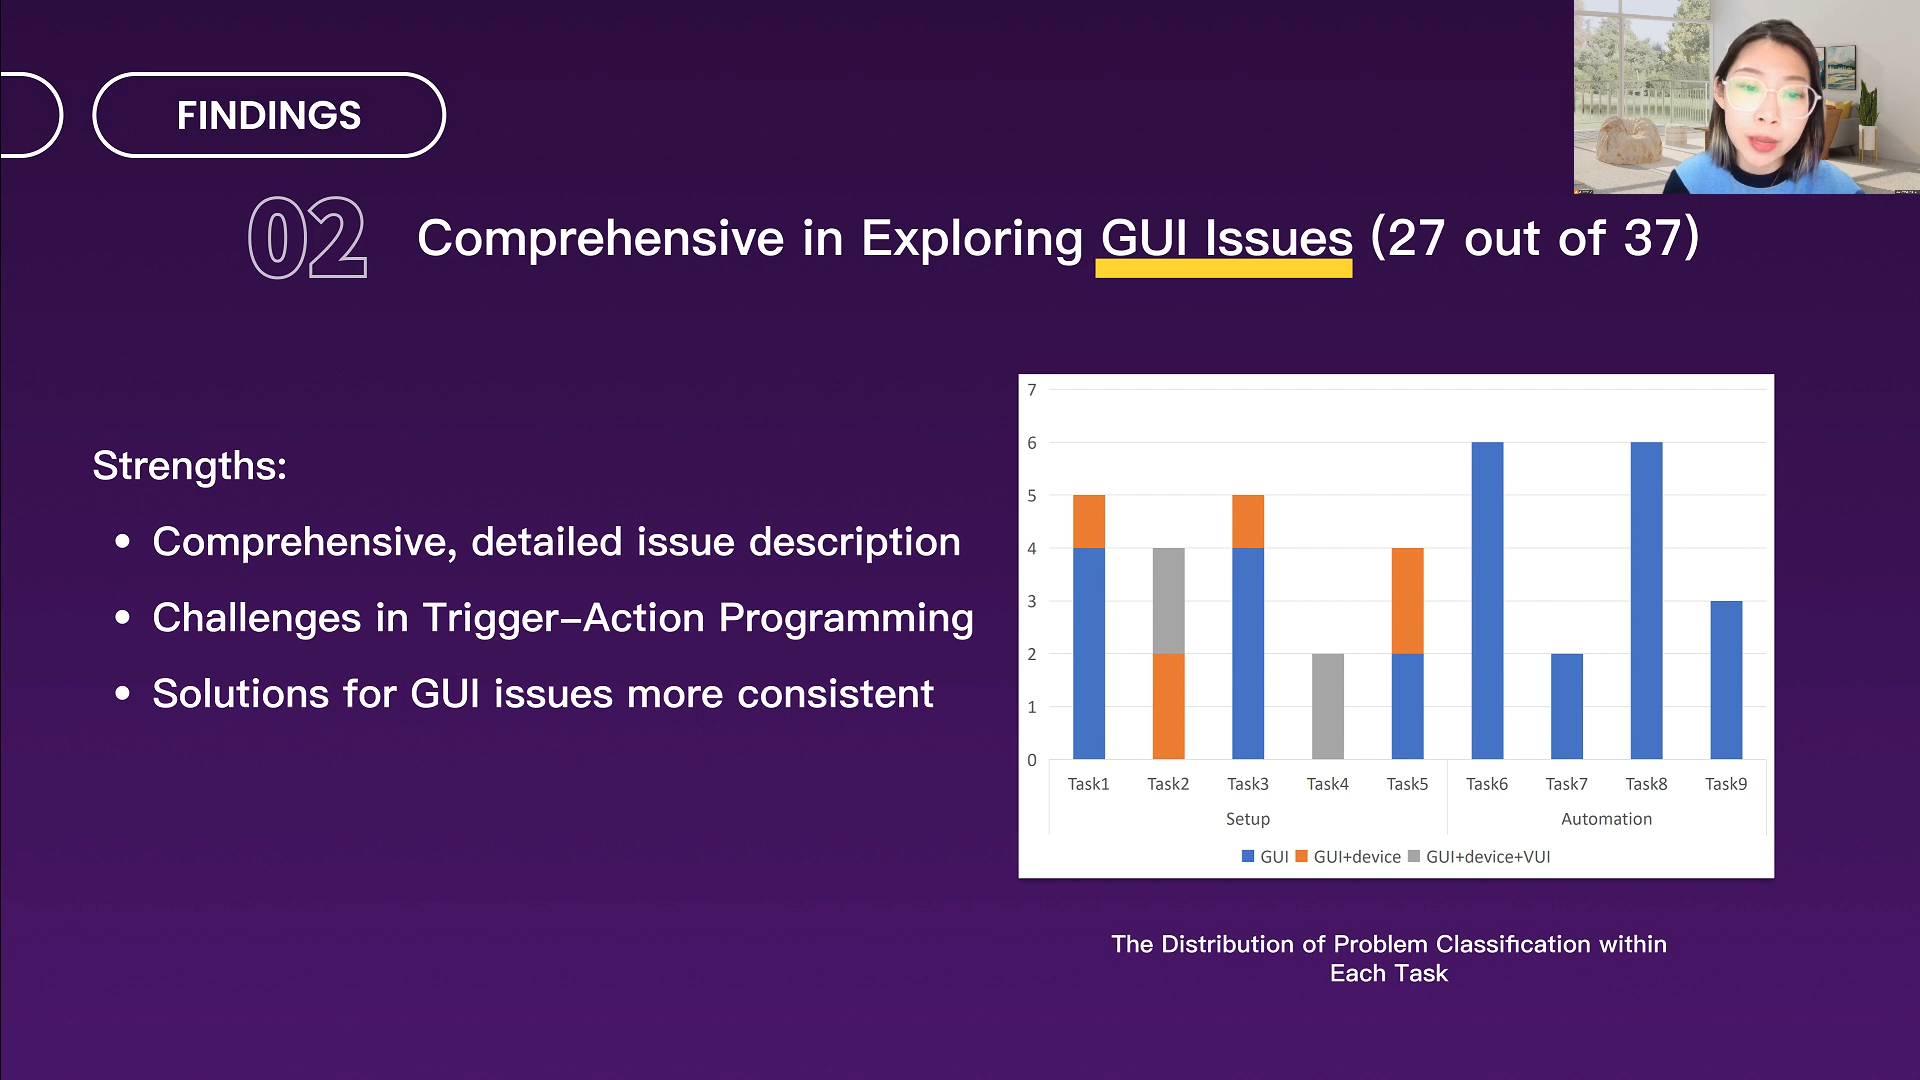 FINDINGS
02
Comprehensive in Exploring GUI Issues (27 out of 37)
Strengths:
• Comprehensive, detailed issue description
• Challenges in Trigger–Action Programming
• Solutions for GUI issues more consistent
7
6
5
4
3
2
1
0
Task1 Task2 Task3 Task4 Task5 Task6 Task7 Task8 Task9
Setup Automation
GUI GUI+device GUI+device+VUI
The Distribution of Problem Classification within
Each Task